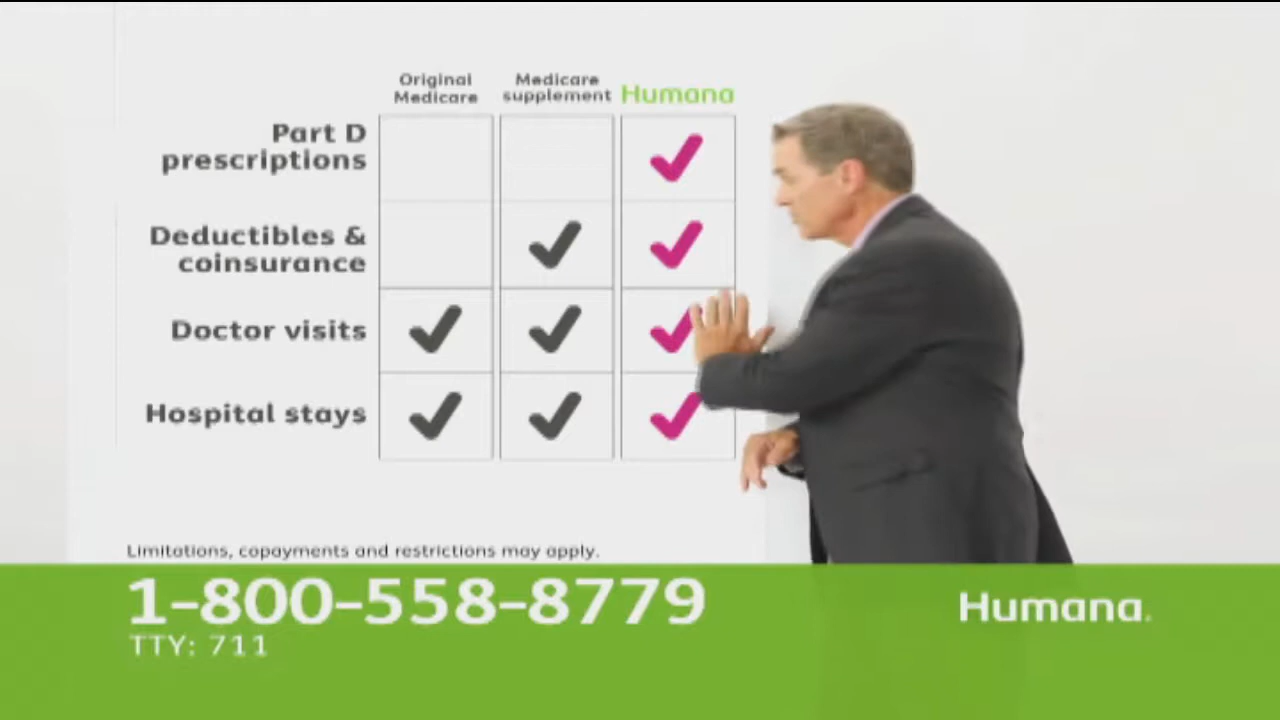 Original
Medicare
Medicare
supplement
Humana
Part D
prescriptions
Deductibles &
coinsurance
Doctor visits
Hospital stays
Limitations, copayments and restrictions may apply.
1-800-558-8779
TTY: 711
Humana.